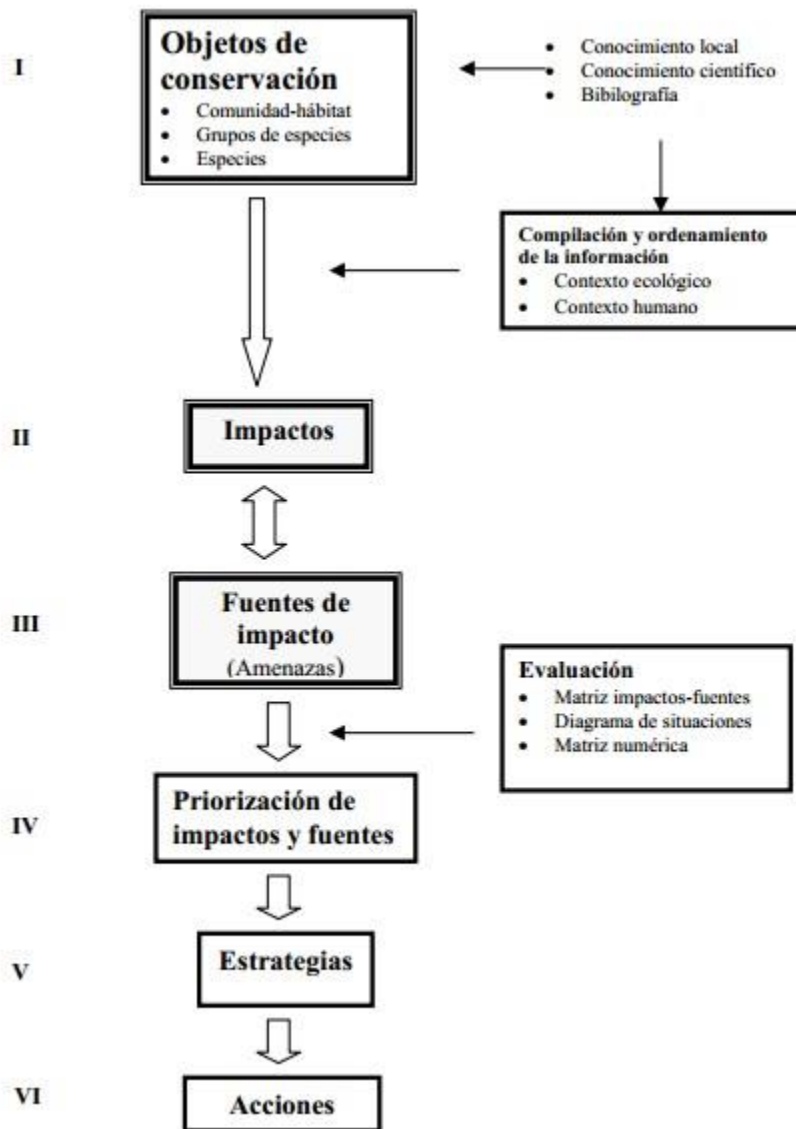 I
Objetos de
conservación
• Comunidad-hábitat
• Grupos de especies
• Especies
• Conocimiento local
• Conocimiento científico
• Bibilografía
Compilación y ordenamiento
de la información
• Contexto ecológico
• Contexto humano
II
Impactos
III
Fuentes de
impacto
(Amenazas)
Evaluación
• Matriz impactos-fuentes
• Diagrama de situaciones
• Matriz numérica
IV
Priorización de
impactos y fuentes
V
Estrategias
VI
Acciones